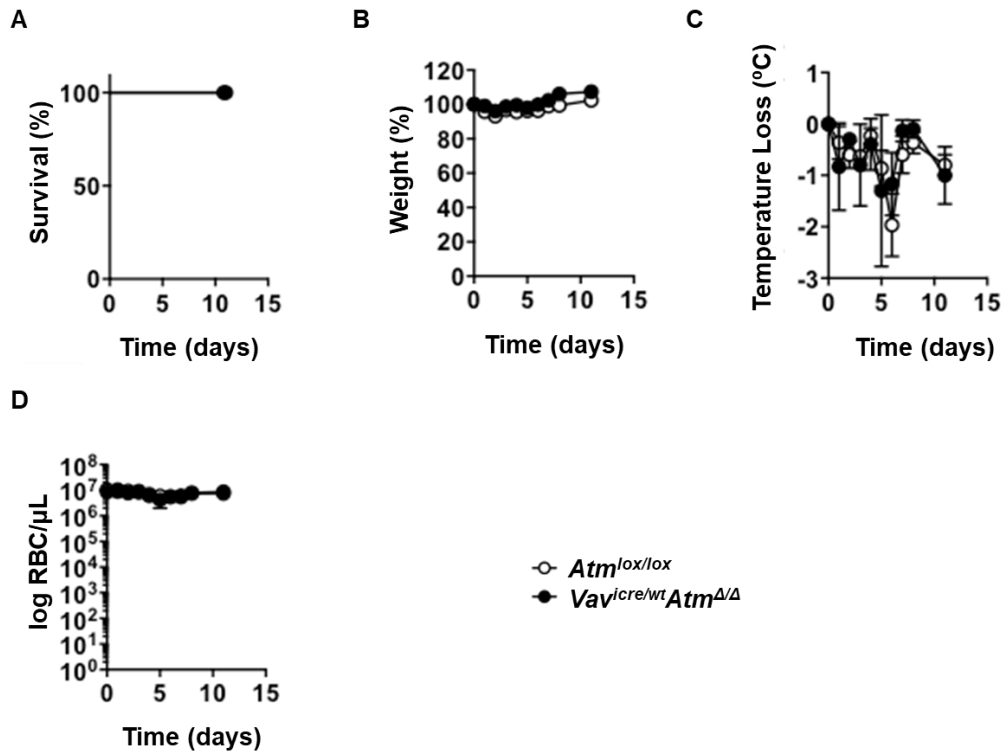 A
Survival (%)
100
50
0
0 5 10 15
Time (days)
B
Weight (%)
120
100
80
60
40
20
0
0 5 10 15
Time (days)
C
Temperature Loss (ºC)
1
0
-1
-2
-3
0 5 10 15
Time (days)
D
log RBC/µL
10⁸
10⁷
10⁶
10⁵
10⁴
10³
10²
10¹
10⁰
0 5 10 15
Time (days)
Atm^lox/lox
Vav^icre/wt Atm^Δ/Δ